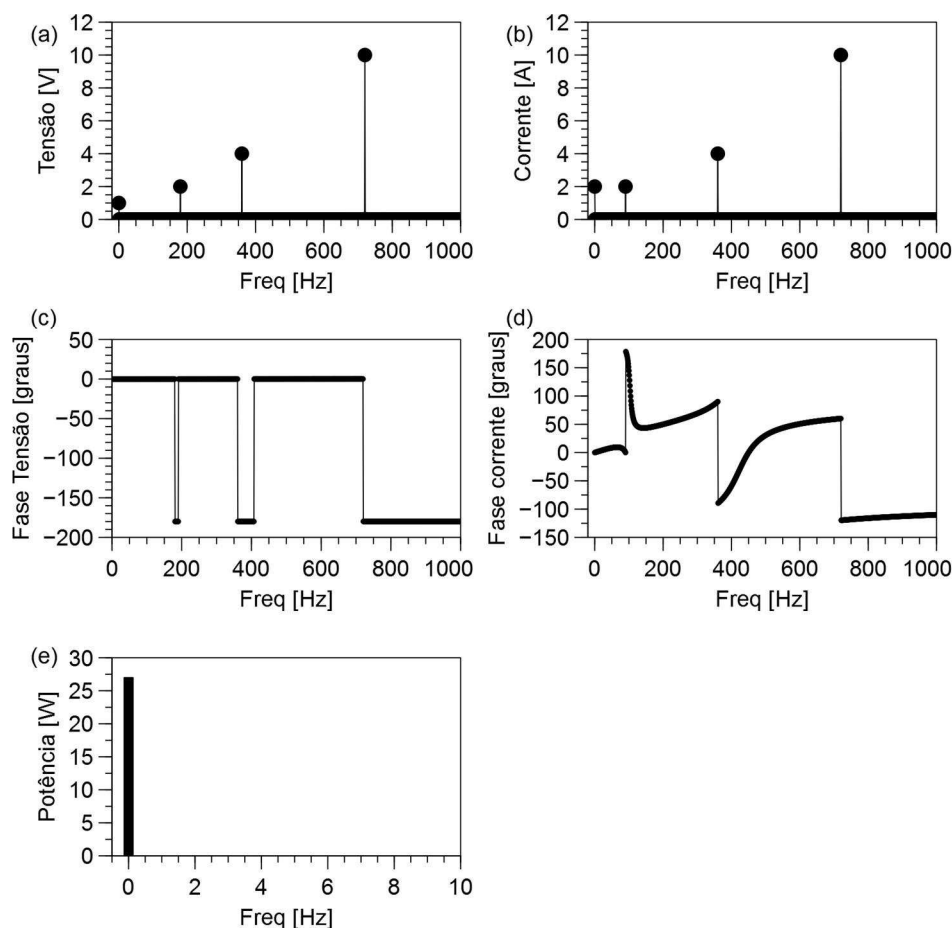 (a)
Tensão [V]
12
10
8
6
4
2
0
0 200 400 600 800 1000
Freq [Hz]
(b)
Corrente [A]
12
10
8
6
4
2
0
0 200 400 600 800 1000
Freq [Hz]
(c)
Fase Tensão [graus]
50
0
−50
−100
−150
−200
0 200 400 600 800 1000
Freq [Hz]
(d)
Fase corrente [graus]
200
150
100
50
0
−50
−100
−150
0 200 400 600 800 1000
Freq [Hz]
(e)
Potência [W]
30
25
20
15
10
5
0
0 2 4 6 8 10
Freq [Hz]